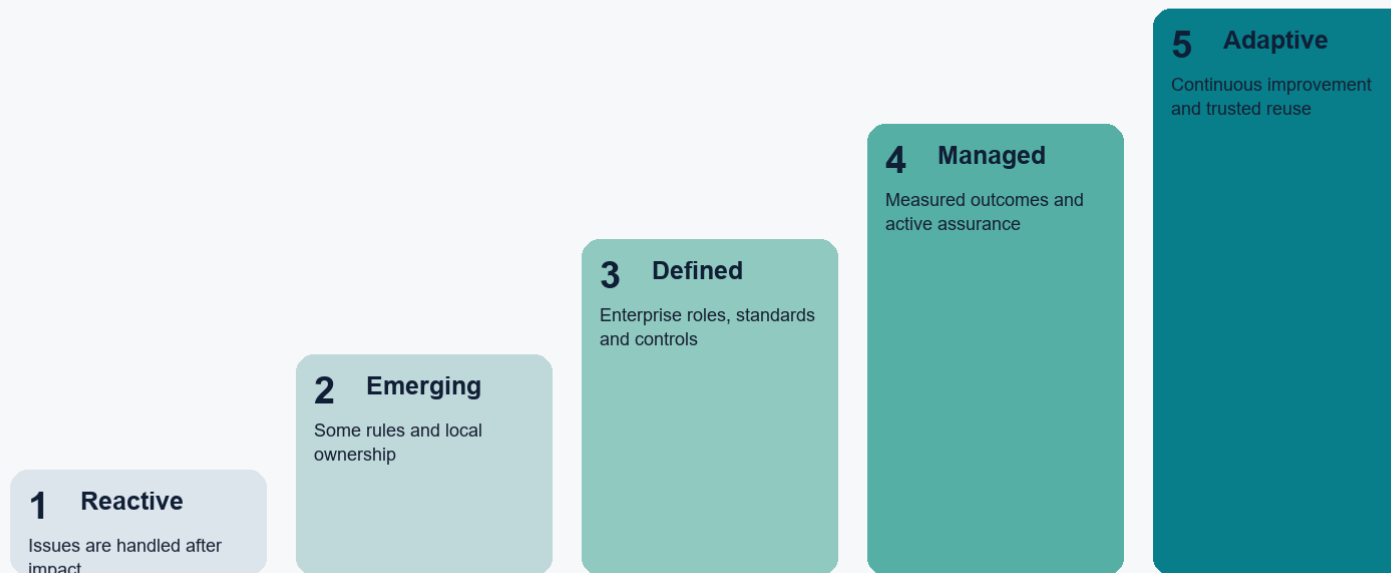 1 Reactive
Issues are handled after
impact
2 Emerging
Some rules and local
ownership
3 Defined
Enterprise roles, standards
and controls
4 Managed
Measured outcomes and
active assurance
5 Adaptive
Continuous improvement
and trusted reuse